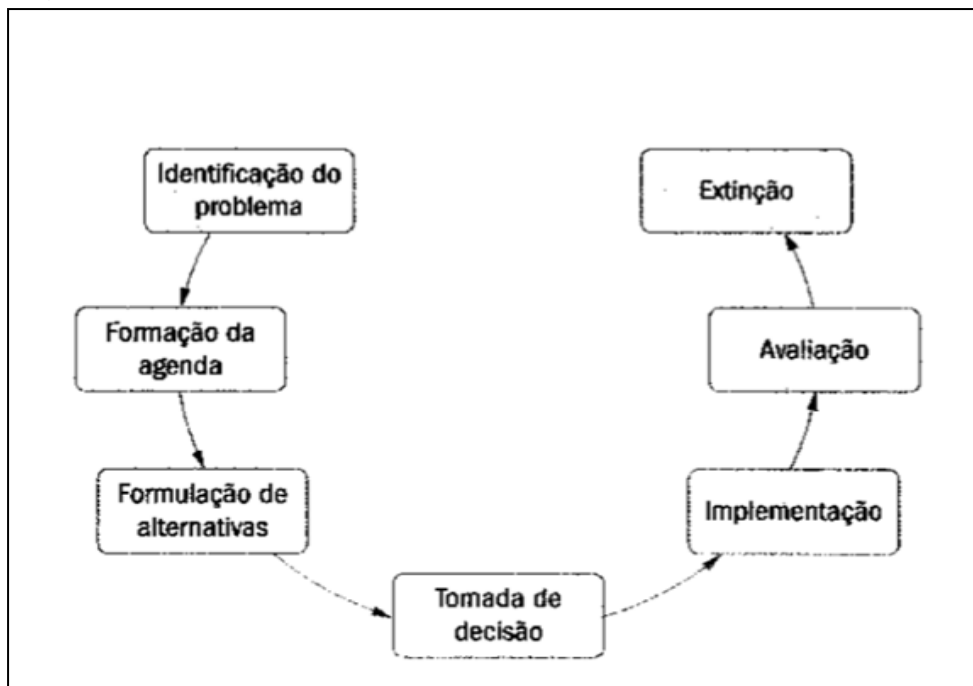 Identificação do
problema
Formação da
agenda
Formulação de
alternativas
Tomada de
decisão
Implementação
Avaliação
Extinção